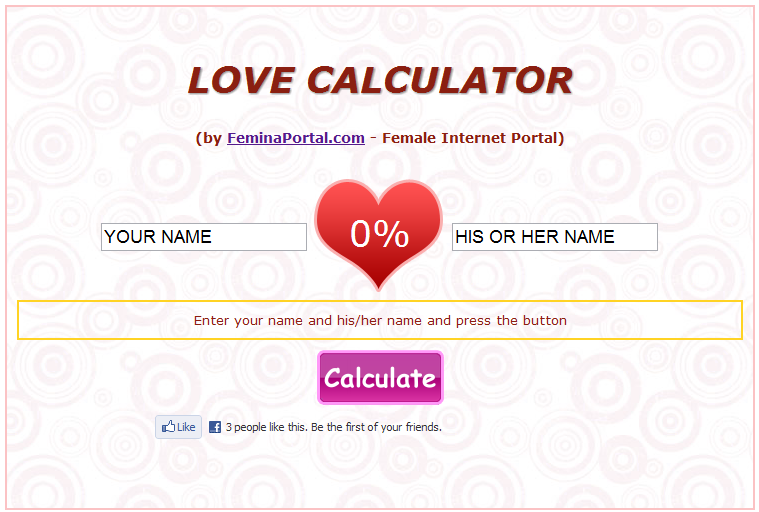 LOVE CALCULATOR
(by FeminaPortal.com - Female Internet Portal)
YOUR NAME
0%
HIS OR HER NAME
Enter your name and his/her name and press the button
Calculate
Like 3 people like this. Be the first of your friends.